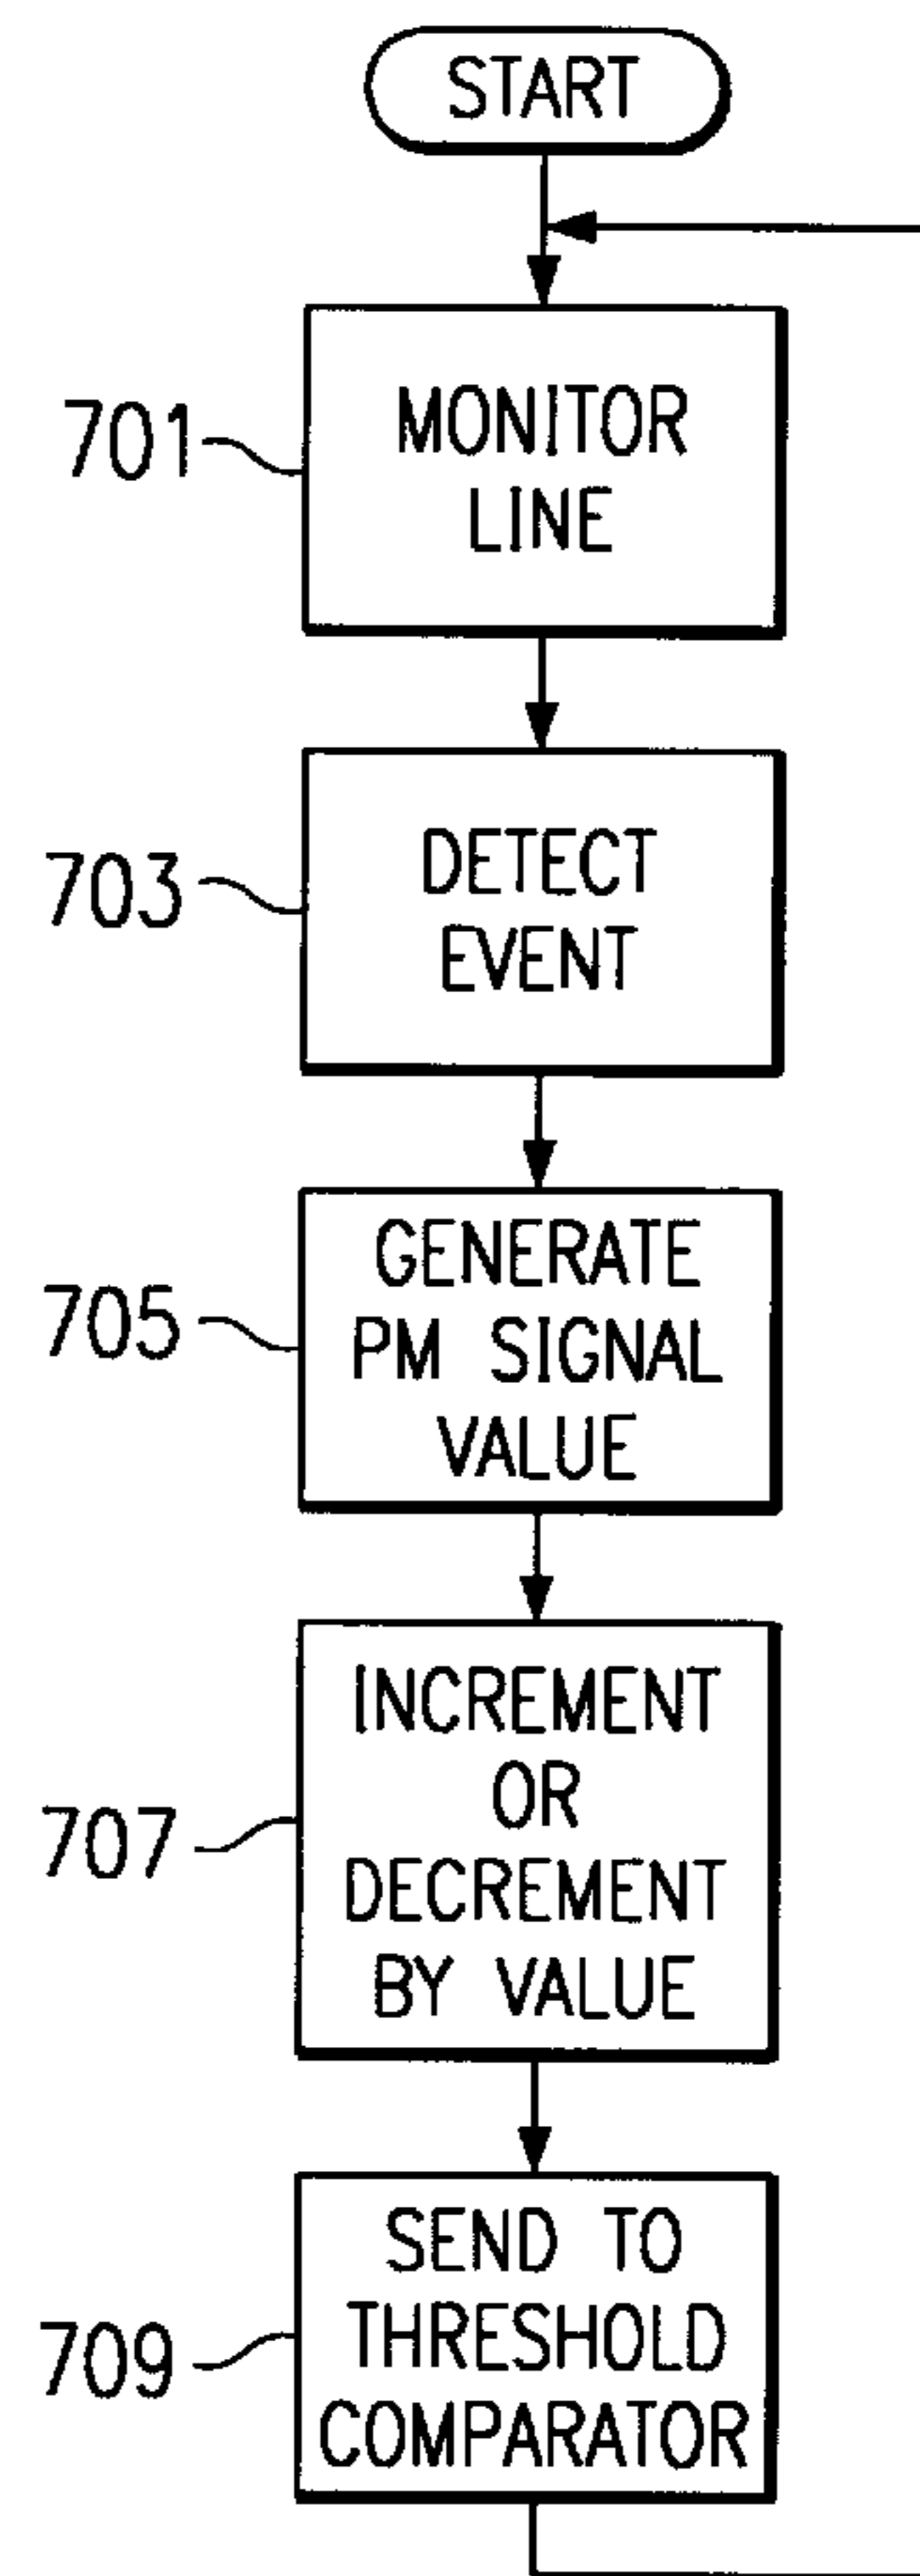 START
701
MONITOR
LINE
703
DETECT
EVENT
705
GENERATE
PM SIGNAL
VALUE
707
INCREMENT
OR
DECREMENT
BY VALUE
709
SEND TO
THRESHOLD
COMPARATOR